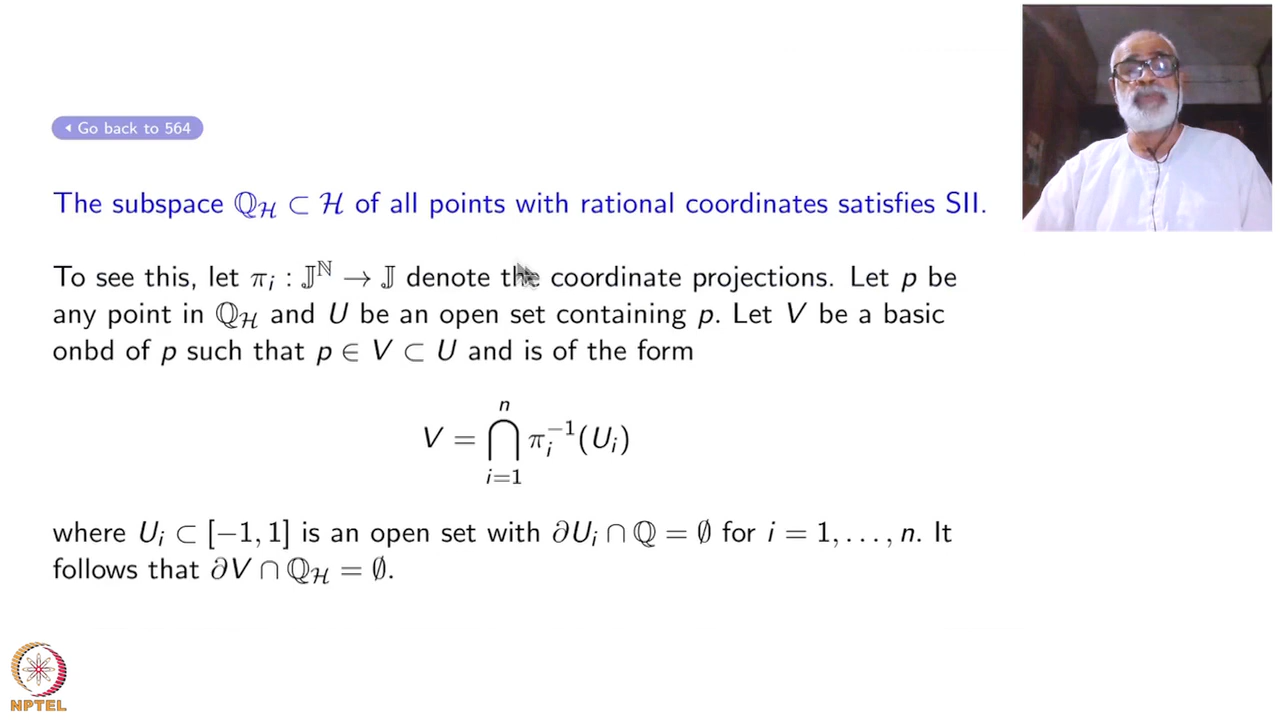 Go back to 564
The subspace ℚ_ℋ ⊂ ℋ of all points with rational coordinates satisfies SII.
To see this, let π_i : 𝕁^ℕ → 𝕁 denote the coordinate projections. Let p be
any point in ℚ_ℋ and U be an open set containing p. Let V be a basic
onbd of p such that p ∈ V ⊂ U and is of the form
V = ⋂_{i=1}^{n} π_i^{-1}(U_i)
where U_i ⊂ [−1, 1] is an open set with ∂U_i ∩ ℚ = ∅ for i = 1, . . . , n. It
follows that ∂V ∩ ℚ_ℋ = ∅.
NPTEL